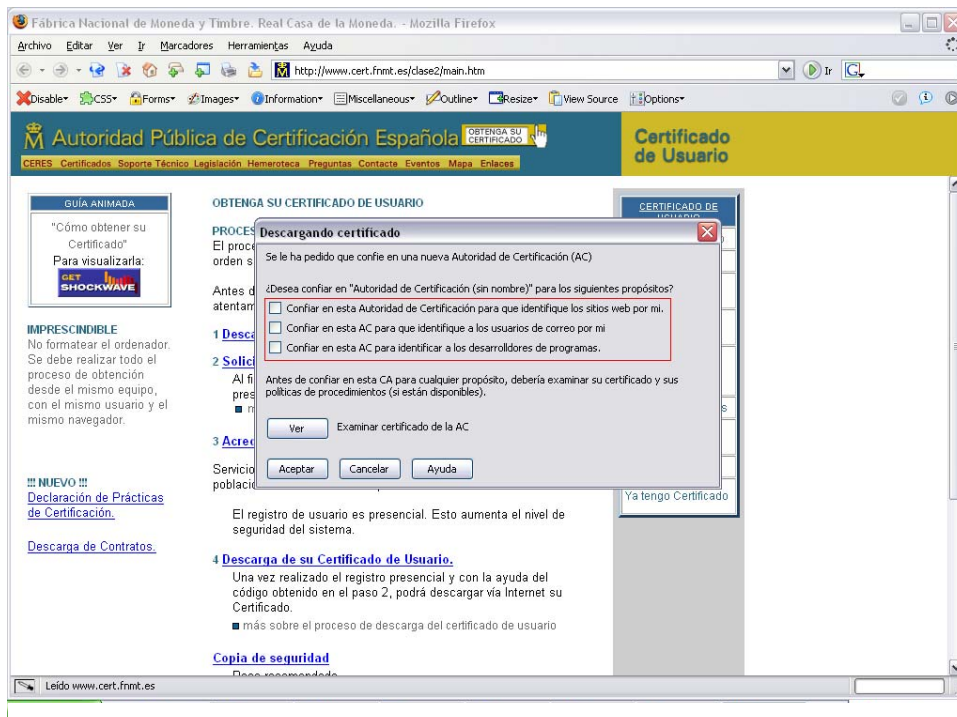 Fábrica Nacional de Moneda y Timbre. Real Casa de la Moneda. - Mozilla Firefox
Archivo Editar Ver Ir Marcadores Herramientas Ayuda
http://www.cert.fnmt.es/clase2/main.htm
Ir
Disable CSS Forms Images Information Miscellaneous Outline Resize View Source Options
Autoridad Pública de Certificación Española
OBTENGA SU CERTIFICADO
Certificado de Usuario
CERES Certificados Soporte Técnico Legislación Hemeroteca Preguntas Contacte Eventos Mapa Enlaces
GUÍA ANIMADA
"Cómo obtener su
Certificado"
Para visualizarla:
GET
SHOCKWAVE
IMPRESCINDIBLE
No formatear el ordenador.
Se debe realizar todo el
proceso de obtención
desde el mismo equipo,
con el mismo usuario y el
mismo navegador.
!!! NUEVO !!!
Declaración de Prácticas
de Certificación.
Descarga de Contratos.
OBTENGA SU CERTIFICADO DE USUARIO
PROCES
El proce
orden s
Antes d
atentam
1 Desca
2 Solici
Al fi
pres
3 Acred
Servicio
població
El registro de usuario es presencial. Esto aumenta el nivel de
seguridad del sistema.
4 Descarga de su Certificado de Usuario.
Una vez realizado el registro presencial y con la ayuda del
código obtenido en el paso 2, podrá descargar vía Internet su
Certificado.
más sobre el proceso de descarga del certificado de usuario
Copia de seguridad
Descargando certificado
Se le ha pedido que confie en una nueva Autoridad de Certificación (AC)
¿Desea confiar en "Autoridad de Certificación (sin nombre)" para los siguientes propósitos?
Confiar en esta Autoridad de Certificación para que identifique los sitios web por mi.
Confiar en esta AC para que identifique a los usuarios de correo por mi
Confiar en esta AC para identificar a los desarrolldores de programas.
Antes de confiar en esta CA para cualquier propósito, debería examinar su certificado y sus
políticas de procedimientos (si están disponibles).
Ver Examinar certificado de la AC
Aceptar Cancelar Ayuda
CERTIFICADO DE
USUARIO
Ya tengo Certificado
Leído www.cert.fnmt.es